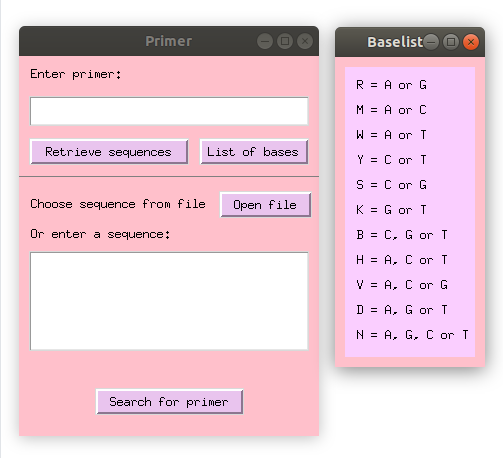 Primer
Enter primer:
Retrieve sequences
List of bases
Choose sequence from file
Open file
Or enter a sequence:
Search for primer
Baselist
R = A or G
M = A or C
W = A or T
Y = C or T
S = C or G
K = G or T
B = C, G or T
H = A, C or T
V = A, C or G
D = A, G or T
N = A, G, C or T